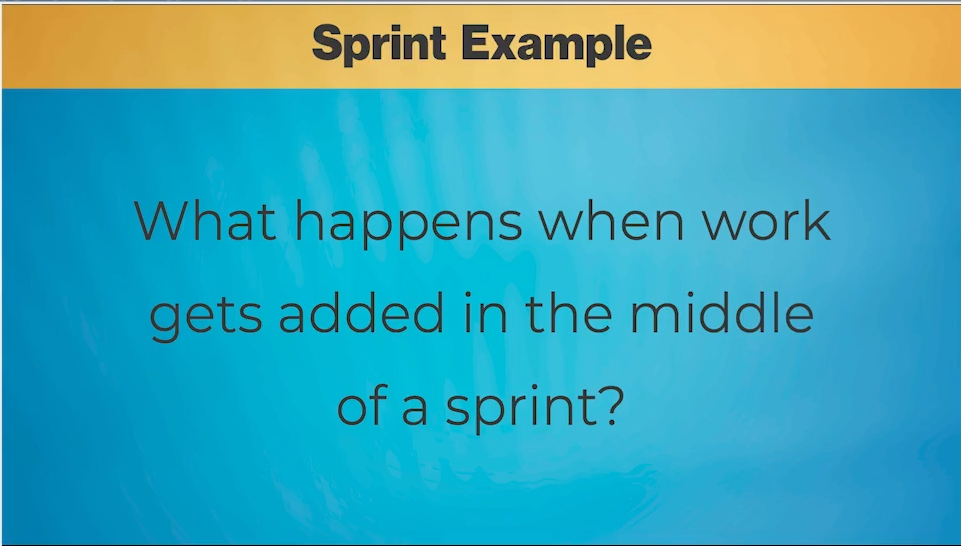 Sprint Example
What happens when work
gets added in the middle
of a sprint?